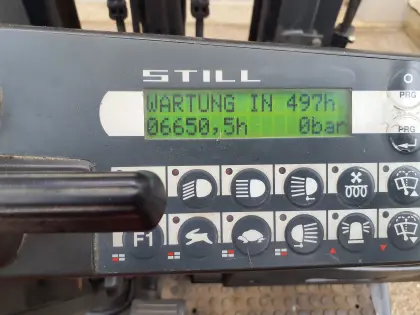 STILL
PRG
WARTUNG IN 497h
06650,5h 0bar
PRG
F1